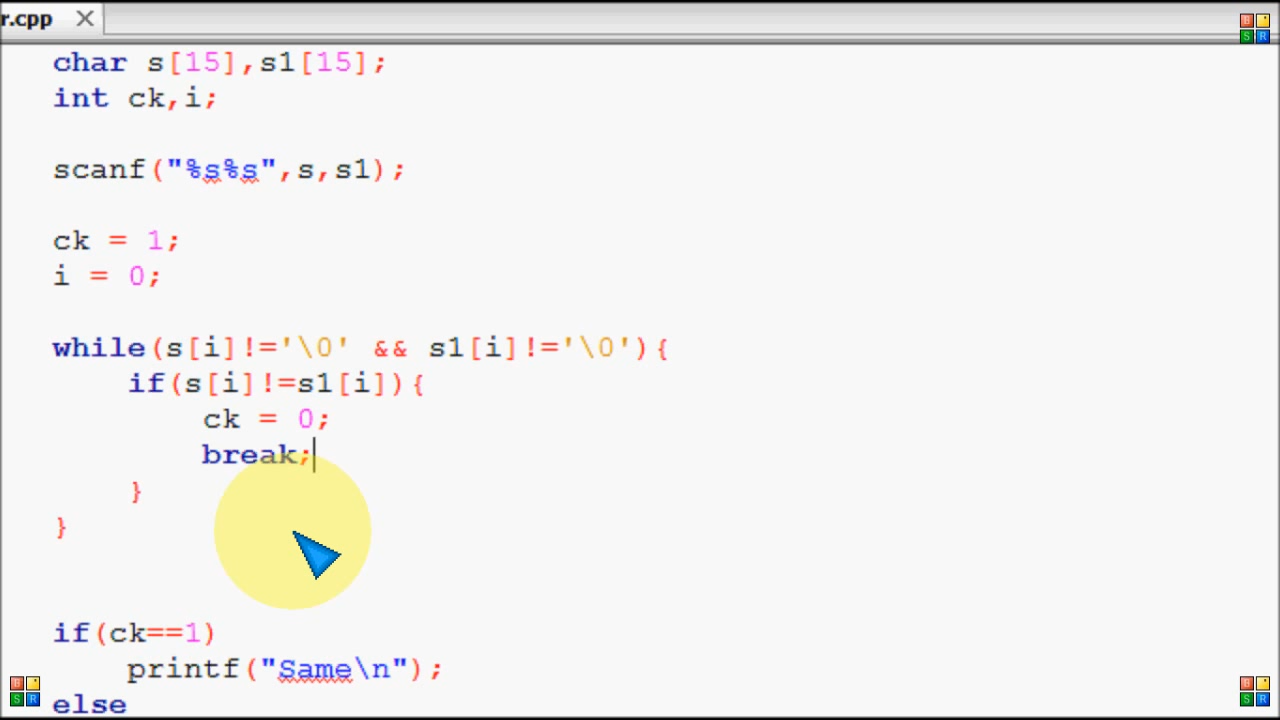 r.cpp
char s[15],s1[15];
int ck,i;
scanf("%s%s",s,s1);
ck = 1;
i = 0;
while(s[i]!='\0' && s1[i]!='\0'){
if(s[i]!=s1[i]){
ck = 0;
break;
}
}
if(ck==1)
printf("Same\n");
else